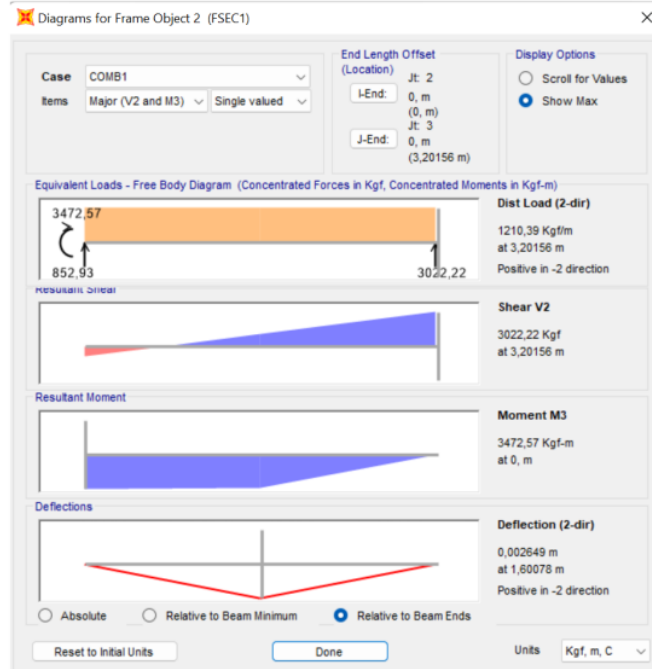 Diagrams for Frame Object 2 (FSEC1)
Case COMB1
Items Major (V2 and M3) Single valued
End Length Offset
(Location)
Jt: 2
I-End: 0, m
(0, m)
Jt: 3
J-End: 0, m
(3,20156 m)
Display Options
Scroll for Values
Show Max
Equivalent Loads - Free Body Diagram (Concentrated Forces in Kgf, Concentrated Moments in Kgf-m)
3472,57
852,93 3022,22
Dist Load (2-dir)
1210,39 Kgf/m
at 3,20156 m
Positive in -2 direction
Resultant Shear
Shear V2
3022,22 Kgf
at 3,20156 m
Resultant Moment
Moment M3
3472,57 Kgf-m
at 0, m
Deflections
Deflection (2-dir)
0,002649 m
at 1,60078 m
Positive in -2 direction
Absolute Relative to Beam Minimum Relative to Beam Ends
Reset to Initial Units Done Units Kgf, m, C